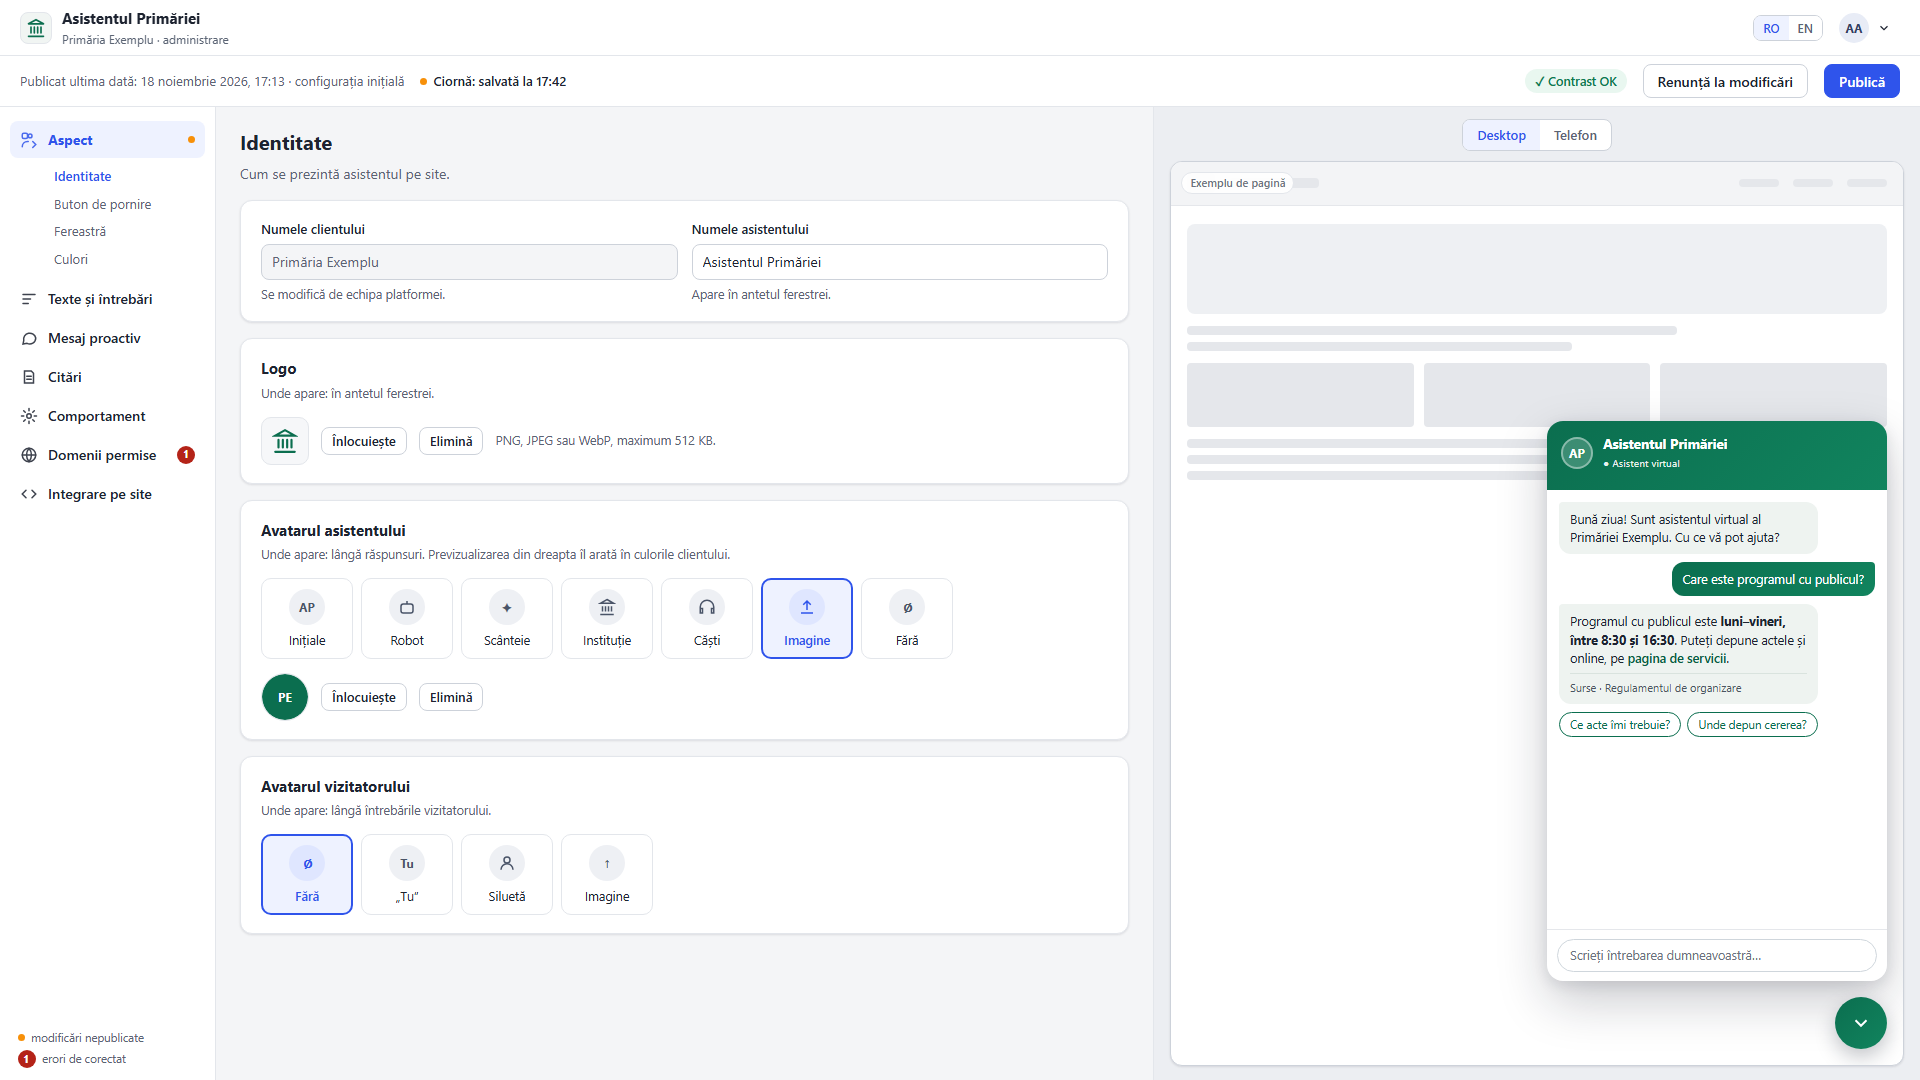 Asistentul Primăriei
Primăria Exemplu · administrare
RO EN
AA
Publicat ultima dată: 18 noiembrie 2026, 17:13 · configurația inițială
Ciornă: salvată la 17:42
✓ Contrast OK
Renunță la modificări
Publică
Aspect
Identitate
Buton de pornire
Fereastră
Culori
Texte și întrebări
Mesaj proactiv
Citări
Comportament
Domenii permise 1
Integrare pe site
modificări nepublicate
1 erori de corectat
Identitate
Cum se prezintă asistentul pe site.
Numele clientului
Primăria Exemplu
Se modifică de echipa platformei.
Numele asistentului
Asistentul Primăriei
Apare în antetul ferestrei.
Logo
Unde apare: în antetul ferestrei.
Înlocuiește Elimină PNG, JPEG sau WebP, maximum 512 KB.
Avatarul asistentului
Unde apare: lângă răspunsuri. Previzualizarea din dreapta îl arată în culorile clientului.
AP
Inițiale Robot Scânteie Instituție Căști Imagine Fără
PE Înlocuiește Elimină
Avatarul vizitatorului
Unde apare: lângă întrebările vizitatorului.
Tu
Fără „Tu” Siluetă Imagine
Desktop Telefon
Exemplu de pagină
AP
Asistentul Primăriei
● Asistent virtual
Bună ziua! Sunt asistentul virtual al
Primăriei Exemplu. Cu ce vă pot ajuta?
Care este programul cu publicul?
Programul cu publicul este luni–vineri,
între 8:30 și 16:30. Puteți depune actele și
online, pe pagina de servicii.
Surse · Regulamentul de organizare
Ce acte îmi trebuie? Unde depun cererea?
Scrieți întrebarea dumneavoastră...